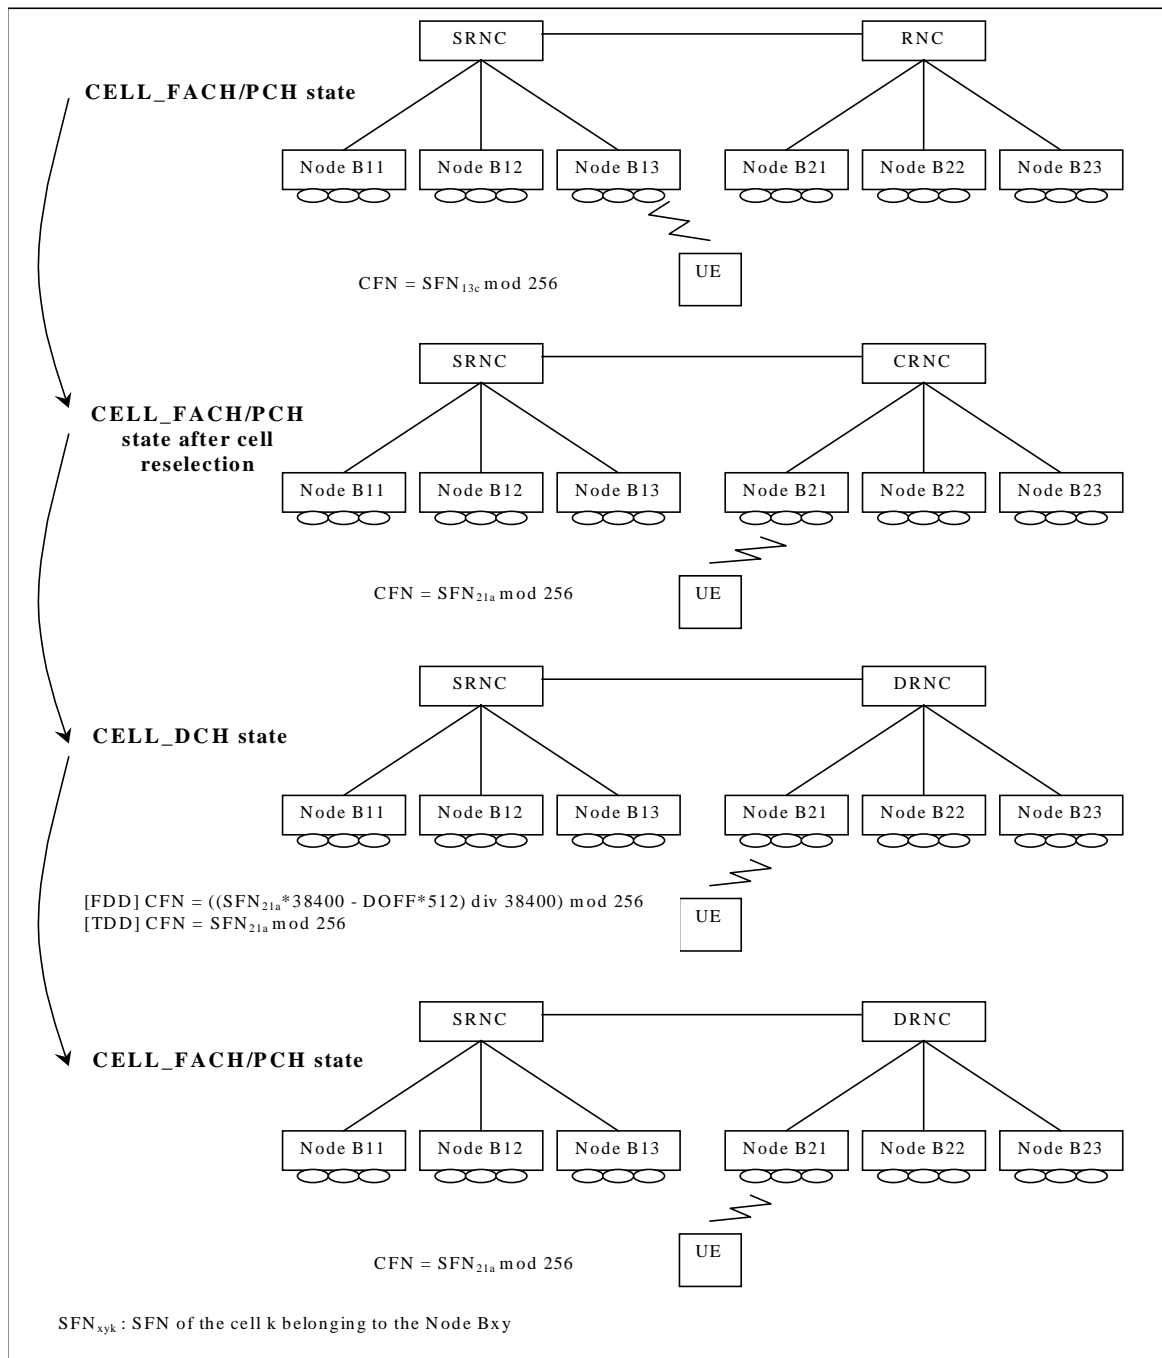 SRNC RNC
CELL_FACH/PCH state
Node B11 Node B12 Node B13 Node B21 Node B22 Node B23
UE
CFN = SFN13c mod 256
SRNC CRNC
CELL_FACH/PCH
state after cell
reselection
Node B11 Node B12 Node B13 Node B21 Node B22 Node B23
UE
CFN = SFN21a mod 256
SRNC DRNC
CELL_DCH state
Node B11 Node B12 Node B13 Node B21 Node B22 Node B23
[FDD] CFN = ((SFN21a*38400 - DOFF*512) div 38400) mod 256
UE
[TDD] CFN = SFN21a mod 256
SRNC DRNC
CELL_FACH/PCH state
Node B11 Node B12 Node B13 Node B21 Node B22 Node B23
UE
CFN = SFN21a mod 256
SFNxyk : SFN of the cell k belonging to the Node Bxy